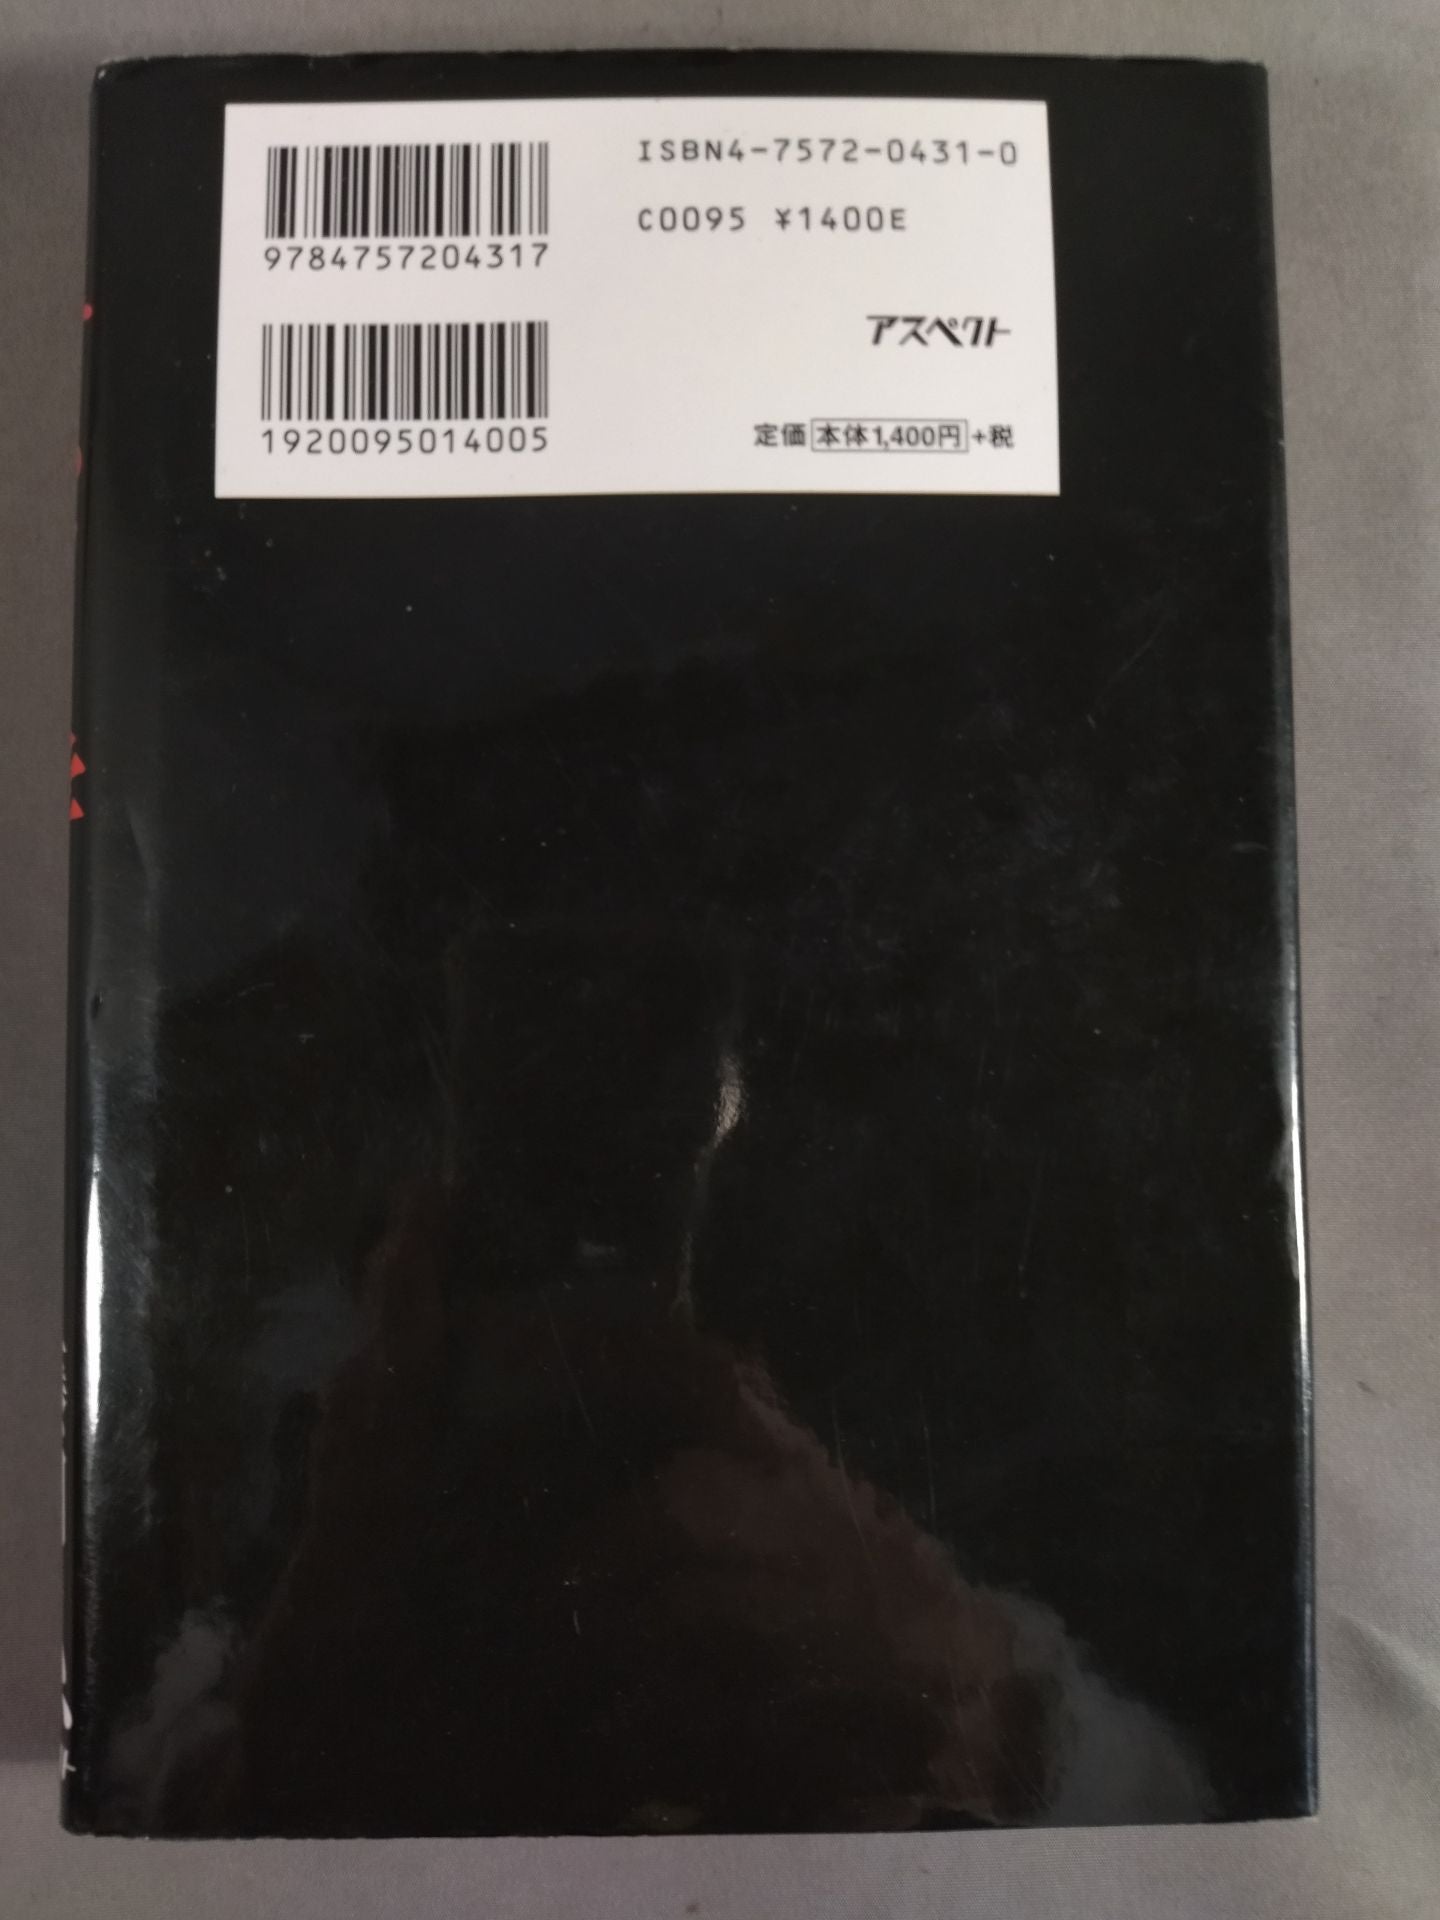 ISBN4-7572-0431-0
9784757204317
C0095 ¥1400E
アスペクト
1920095014005
定価 本体1,400円 +税